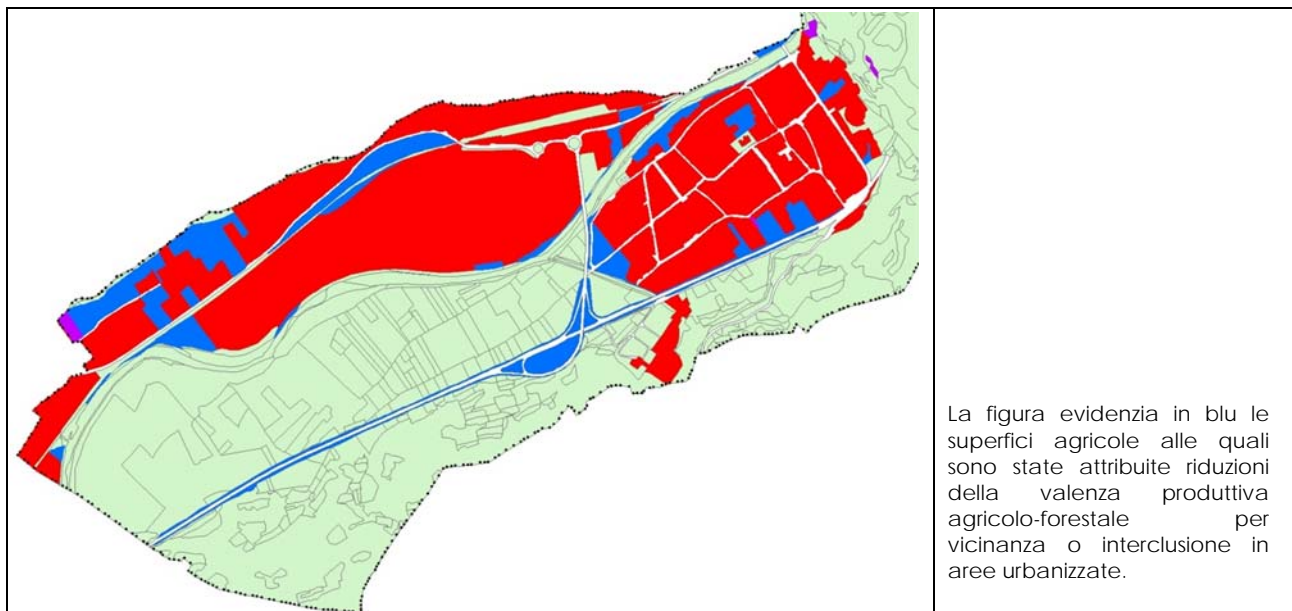 La figura evidenzia in blu le
superfici agricole alle quali
sono state attribuite riduzioni
della valenza produttiva
agricolo-forestale per
vicinanza o interclusione in
aree urbanizzate.